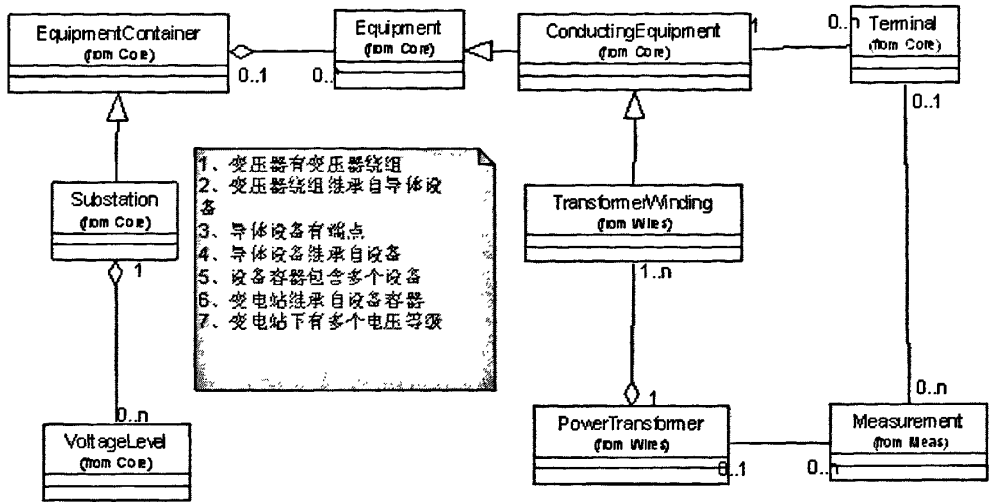 EquipmentContainer
(from Core)
0..1
0..n
Equipment
(from Core)
ConductingEquipment
(from Core)
1
0..n
Terminal
(from Core)
0..1
Substation
(from Core)
1
1、变压器有变压器绕组
2、变压器绕组继承自导体设
备
3、导体设备有端点
4、导体设备继承自设备
5、设备容器包含多个设备
6、变电站继承自设备容器
7、变电站下有多个电压等级
TransformerWinding
(from Wires)
1..n
0..n
VoltageLevel
(from Core)
1
PowerTransformer
(from Wires)
0..1
0..n
0..n
Measurement
(from Meas)